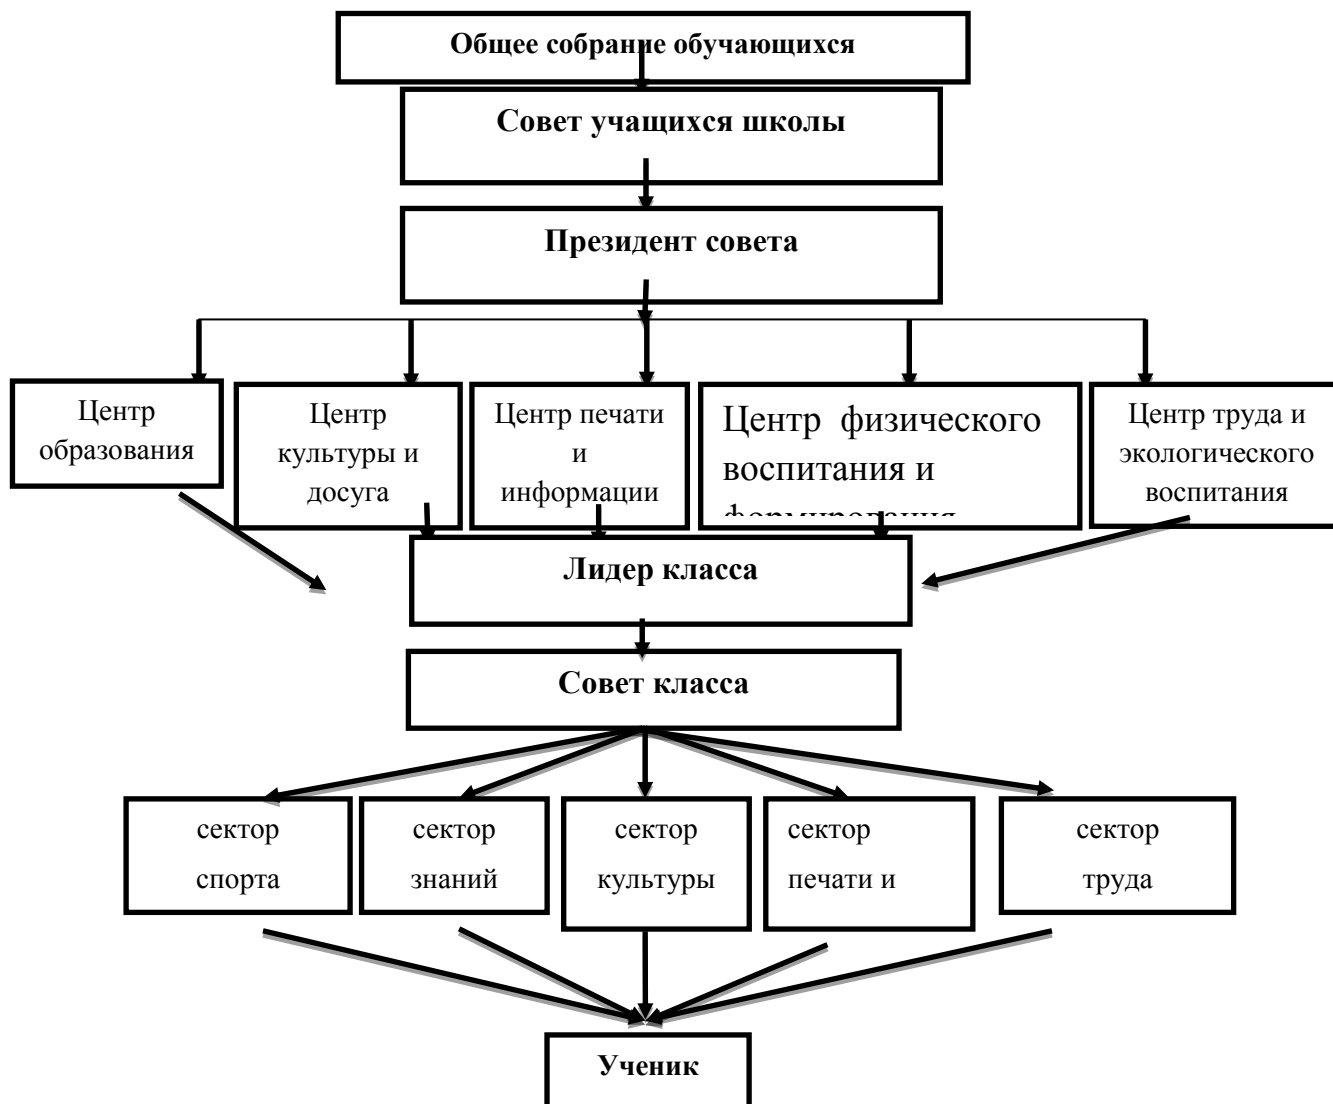 Общее собрание обучающихся
Совет учащихся школы
Президент совета
Центр
образования
Центр
культуры и
досуга
Центр печати
и
информации
Центр физического
воспитания и
формирования
Центр труда и
экологического
воспитания
Лидер класса
Совет класса
сектор
спорта
сектор
знаний
сектор
культуры
сектор
печати и
сектор
труда
Ученик